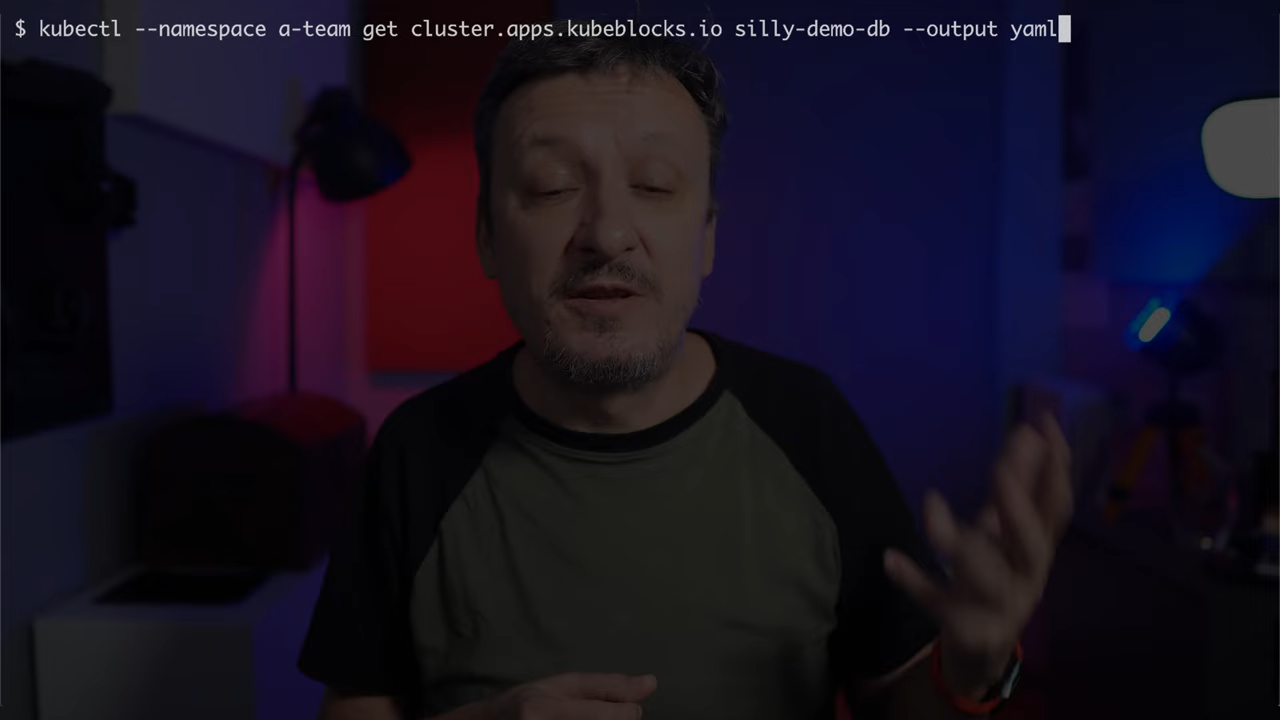 $ kubectl --namespace a-team get cluster.apps.kubeblocks.io silly-demo-db --output yaml